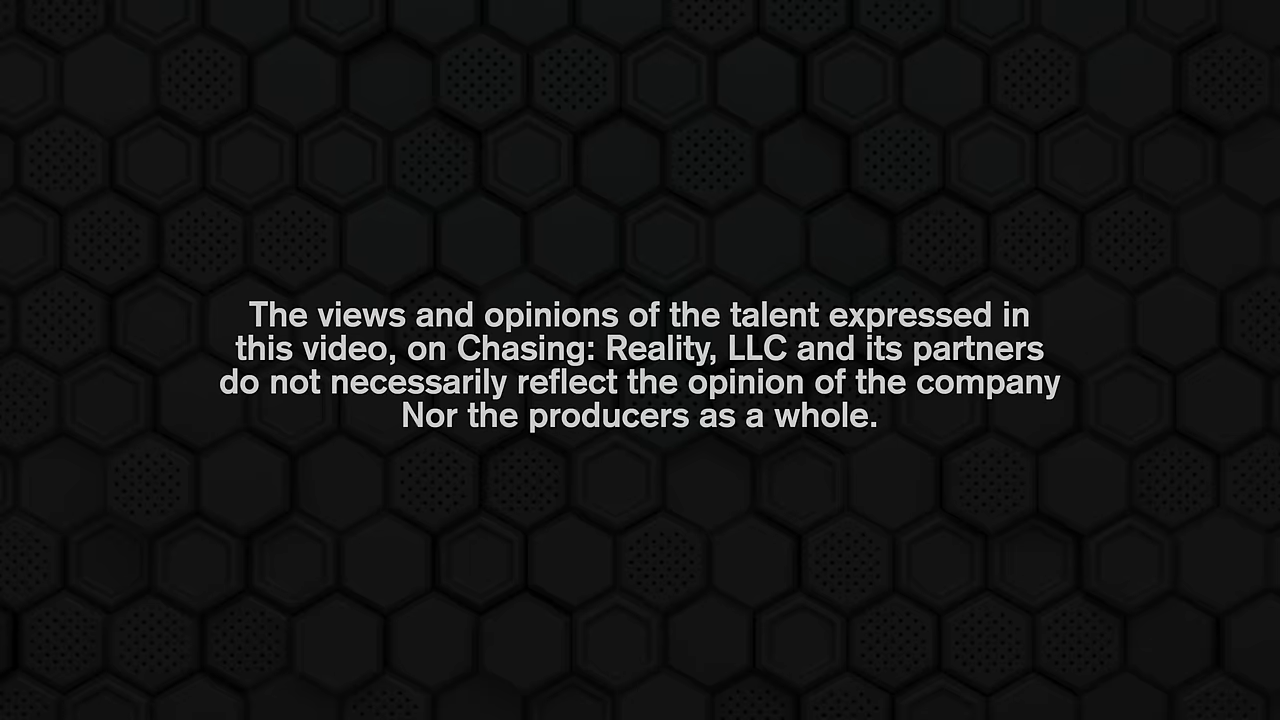 The views and opinions of the talent expressed in
this video, on Chasing: Reality, LLC and its partners
do not necessarily reflect the opinion of the company
Nor the producers as a whole.